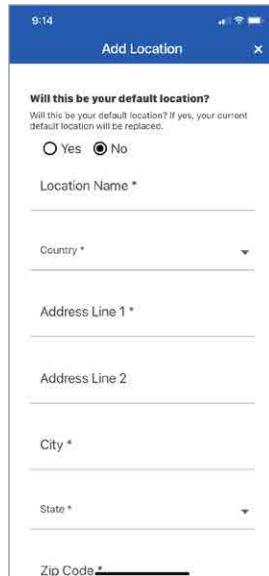 9:14
Add Location ×
Will this be your default location?
Will this be your default location? If yes, your current
default location will be replaced.
Yes No
Location Name *
Country *
Address Line 1 *
Address Line 2
City *
State *
Zip Code *